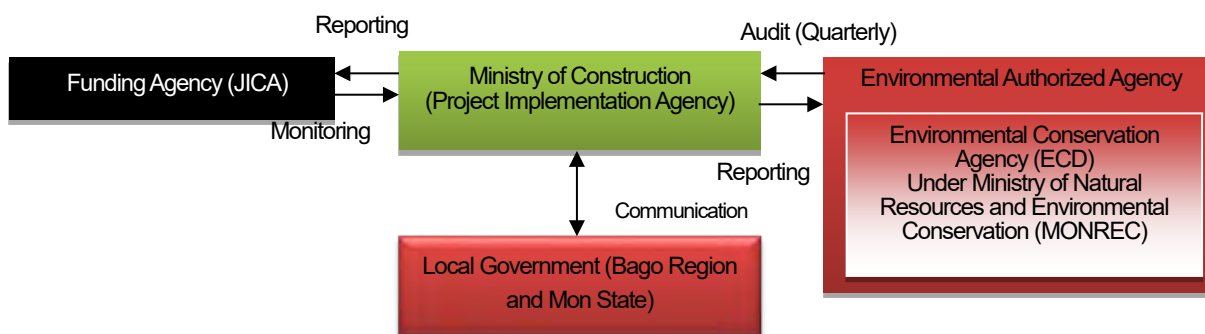 Reporting
Audit (Quarterly)
Funding Agency (JICA)
Ministry of Construction
(Project Implementation Agency)
Environmental Authorized Agency
Monitoring
Reporting
Environmental Conservation
Agency (ECD)
Under Ministry of Natural
Resources and Environmental
Conservation (MONREC)
Communication
Local Government (Bago Region
and Mon State)